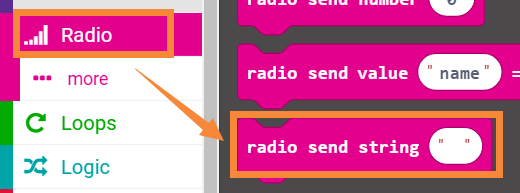 Radio
more
Loops
Logic
radio send number 0
radio send value "name" =
radio send string " "